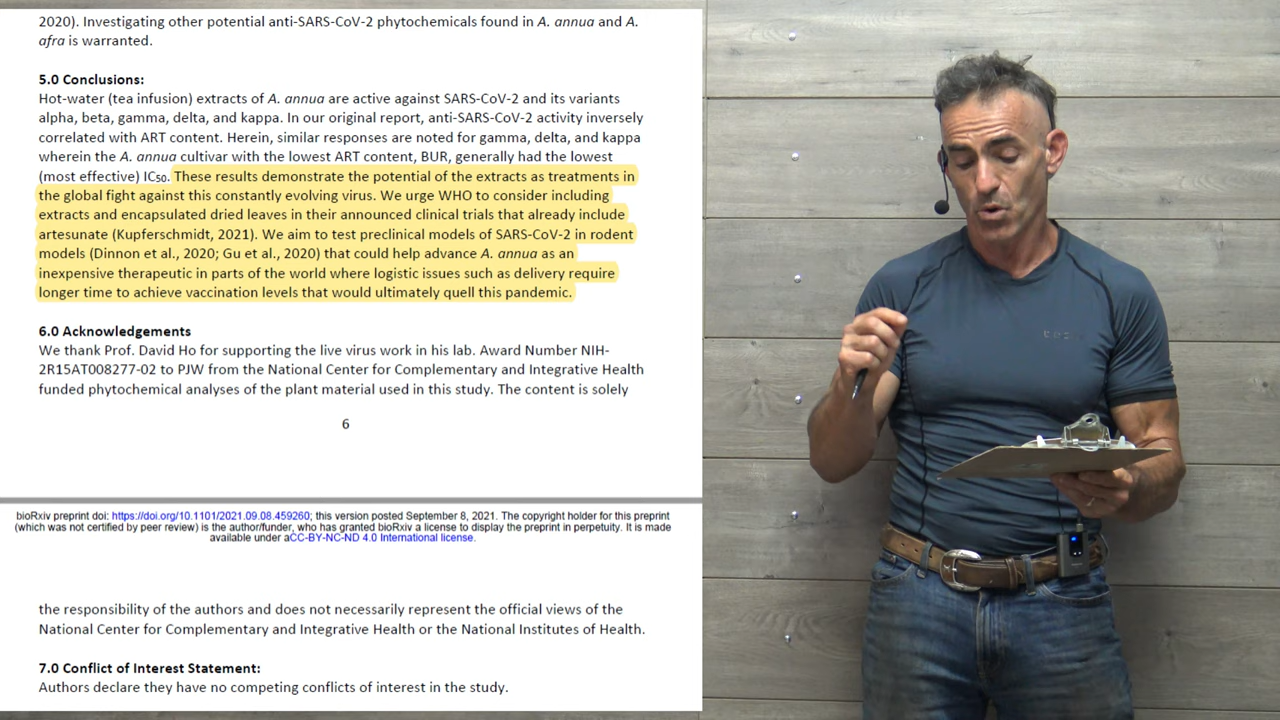 2020). Investigating other potential anti-SARS-CoV-2 phytochemicals found in A. annua and A.
afra is warranted.
5.0 Conclusions:
Hot-water (tea infusion) extracts of A. annua are active against SARS-CoV-2 and its variants
alpha, beta, gamma, delta, and kappa. In our original report, anti-SARS-CoV-2 activity inversely
correlated with ART content. Herein, similar responses are noted for gamma, delta, and kappa
wherein the A. annua cultivar with the lowest ART content, BUR, generally had the lowest
(most effective) IC50. These results demonstrate the potential of the extracts as treatments in
the global fight against this constantly evolving virus. We urge WHO to consider including
extracts and encapsulated dried leaves in their announced clinical trials that already include
artesunate (Kupferschmidt, 2021). We aim to test preclinical models of SARS-CoV-2 in rodent
models (Dinnon et al., 2020; Gu et al., 2020) that could help advance A. annua as an
inexpensive therapeutic in parts of the world where logistic issues such as delivery require
longer time to achieve vaccination levels that would ultimately quell this pandemic.
6.0 Acknowledgements
We thank Prof. David Ho for supporting the live virus work in his lab. Award Number NIH-
2R15AT008277-02 to PJW from the National Center for Complementary and Integrative Health
funded phytochemical analyses of the plant material used in this study. The content is solely
6
bioRxiv preprint doi: https://doi.org/10.1101/2021.09.08.459260; this version posted September 8, 2021. The copyright holder for this preprint
(which was not certified by peer review) is the author/funder, who has granted bioRxiv a license to display the preprint in perpetuity. It is made
available under aCC-BY-NC-ND 4.0 International license.
the responsibility of the authors and does not necessarily represent the official views of the
National Center for Complementary and Integrative Health or the National Institutes of Health.
7.0 Conflict of Interest Statement:
Authors declare they have no competing conflicts of interest in the study.